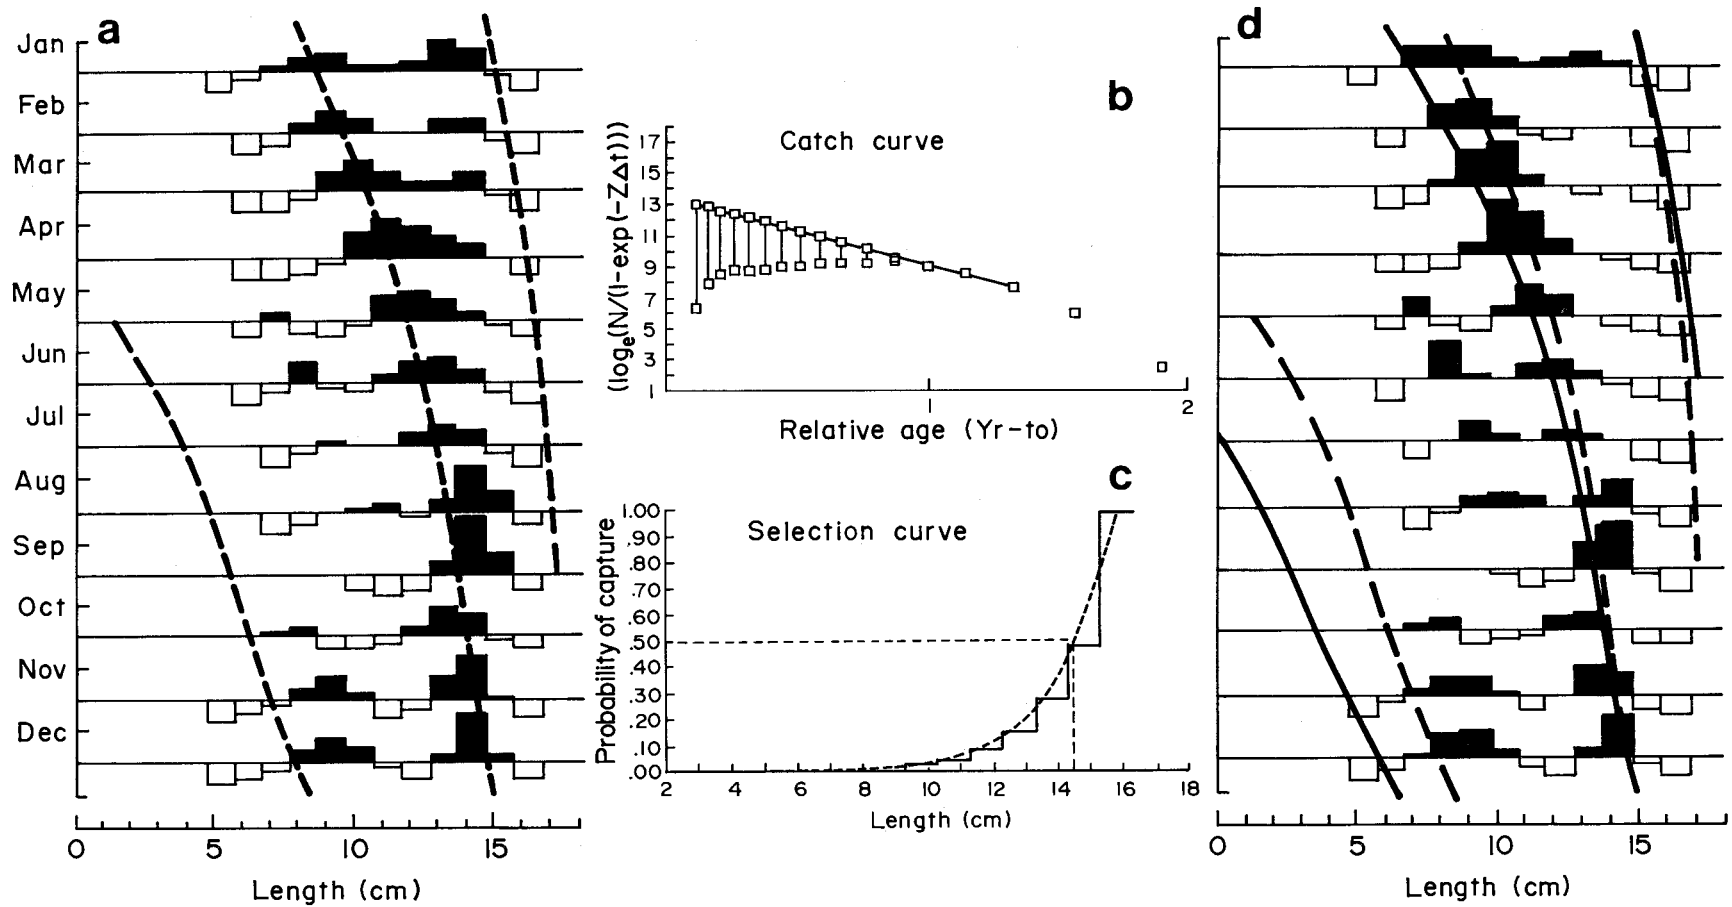 a
Jan
Feb
Mar
Apr
May
Jun
Jul
Aug
Sep
Oct
Nov
Dec
0 5 10 15
Length (cm)
b
Catch curve
(logₑ(N/(1-exp(-ZΔt)))
17
15
13
11
9
7
5
3
1
1 2
Relative age (Yr-to)
c
Selection curve
Probability of capture
1.00
.90
.80
.70
.60
.50
.40
.30
.20
.10
.00
2 4 6 8 10 12 14 16 18
Length (cm)
d
0 5 10 15
Length (cm)